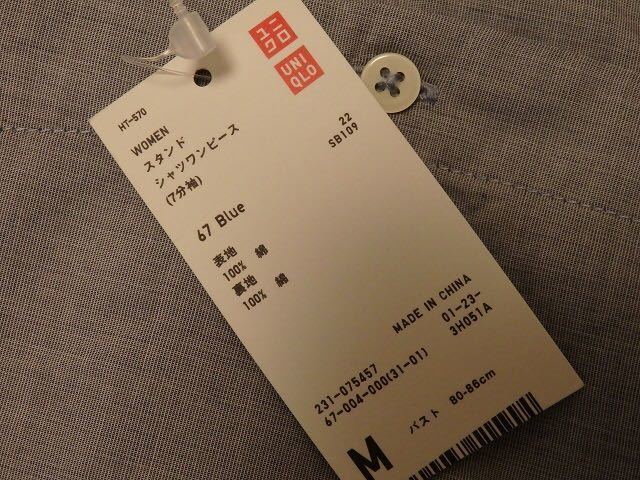 ユニ
クロ
UNI
QLO
HT-570
WOMEN
スタンド
シャツワンピース
(7分袖)
22
SB109
67 Blue
表地
100% 綿
裏地
100% 綿
MADE IN CHINA
01-23-
3H051A
231-075457
67-004-000(31-01)
M
バスト 80-86cm